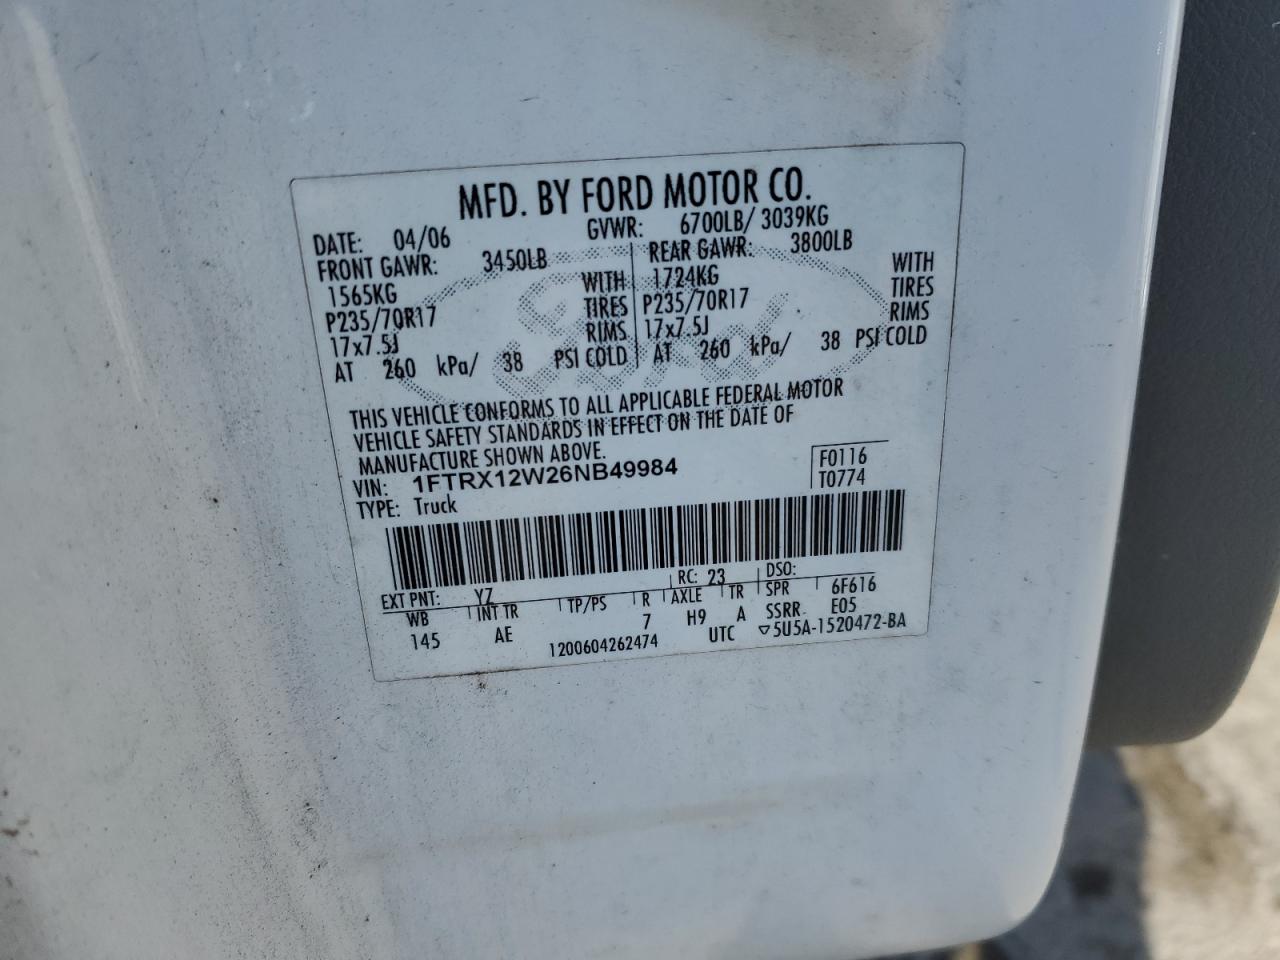 MFD. BY FORD MOTOR CO.
DATE: 04/06 GVWR: 6700LB/ 3039KG
FRONT GAWR: 3450LB REAR GAWR: 3800LB
1565KG WITH 1724KG WITH
P235/70R17 TIRES P235/70R17 TIRES
17x7.5J RIMS 17x7.5J RIMS
AT 260 kPa/ 38 PSI COLD AT 260 kPa/ 38 PSI COLD
THIS VEHICLE CONFORMS TO ALL APPLICABLE FEDERAL MOTOR
VEHICLE SAFETY STANDARDS IN EFFECT ON THE DATE OF
MANUFACTURE SHOWN ABOVE.
VIN: 1FTRX12W26NB49984 F0116
TYPE: Truck T0774
EXT PNT: YZ RC: 23 DSO:
WB INT TR TP/PS R AXLE TR SPR 6F616
145 AE 7 H9 A SSRR E05
1200604262474 UTC ▽5U5A-1520472-BA